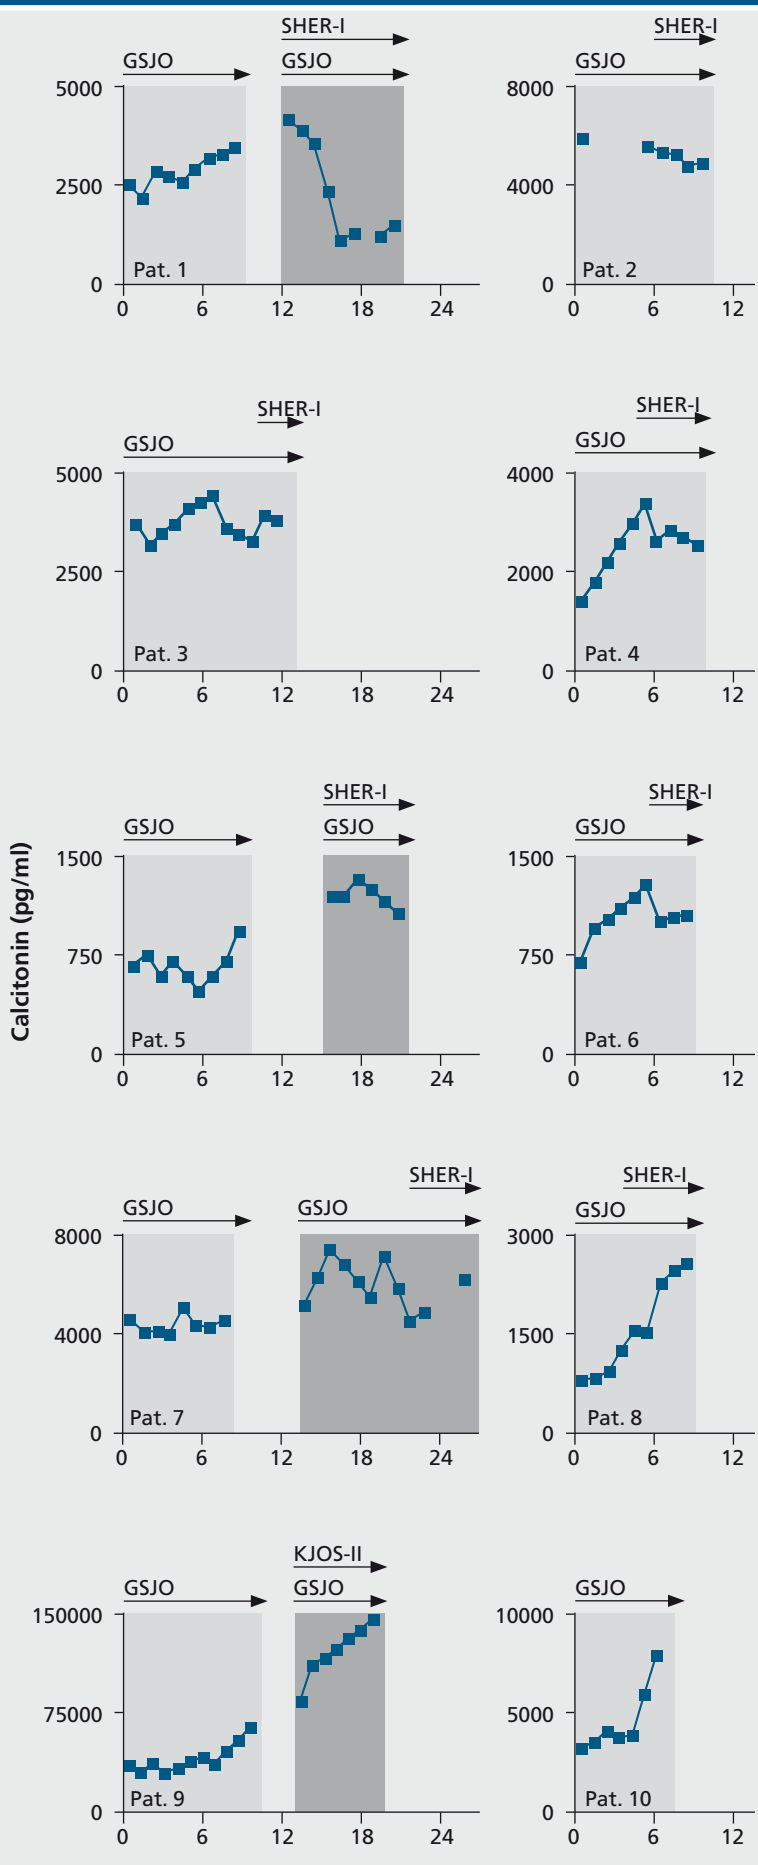 SHER-I
GSJO
GSJO
5000
2500
0
Pat. 1
0 6 12 18 24
SHER-I
GSJO
8000
4000
0
Pat. 2
0 6 12
SHER-I
GSJO
5000
2500
0
Pat. 3
0 6 12 18 24
SHER-I
GSJO
4000
2000
0
Pat. 4
0 6 12
Calcitonin (pg/ml)
SHER-I
GSJO
GSJO
1500
750
0
Pat. 5
0 6 12 18 24
SHER-I
GSJO
1500
750
0
Pat. 6
0 6 12
SHER-I
GSJO
GSJO
8000
4000
0
Pat. 7
0 6 12 18 24
SHER-I
GSJO
3000
1500
0
Pat. 8
0 6 12
KJOS-II
GSJO
GSJO
150000
75000
0
Pat. 9
0 6 12 18 24
GSJO
10000
5000
0
Pat. 10
0 6 12